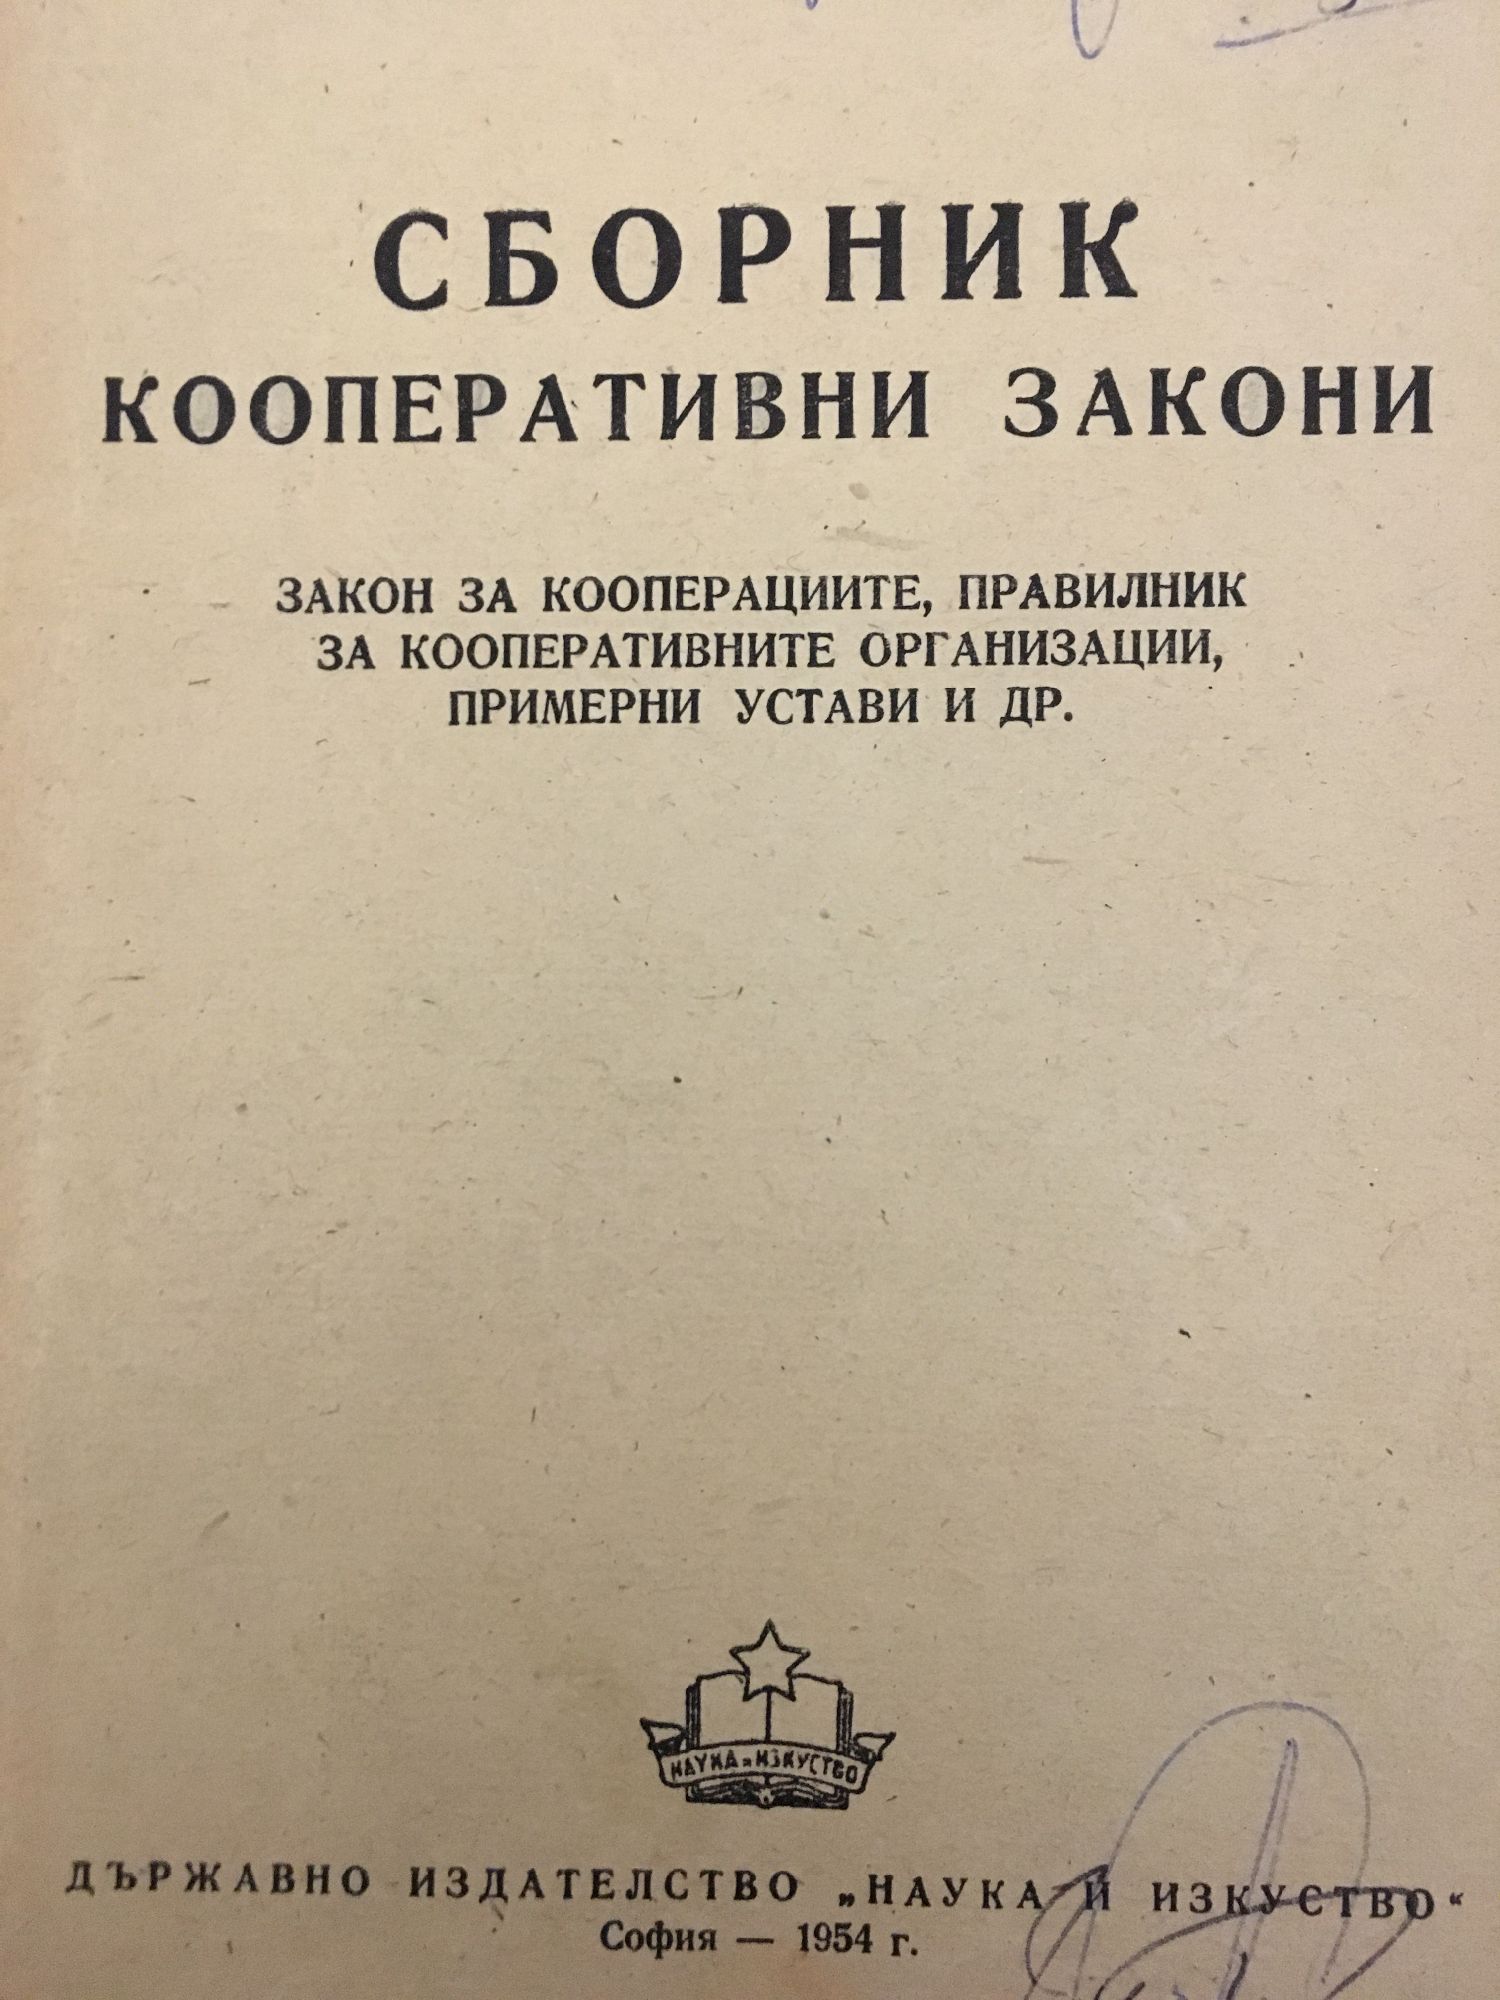 СБОРНИК
КООПЕРАТИВНИ ЗАКОНИ
ЗАКОН ЗА КООПЕРАЦИИТЕ, ПРАВИЛНИК
ЗА КООПЕРАТИВНИТЕ ОРГАНИЗАЦИИ,
ПРИМЕРНИ УСТАВИ И ДР.
НАУКА и ИЗКУСТВО
ДЪРЖАВНО ИЗДАТЕЛСТВО „НАУКА И ИЗКУСТВО“
София — 1954 г.